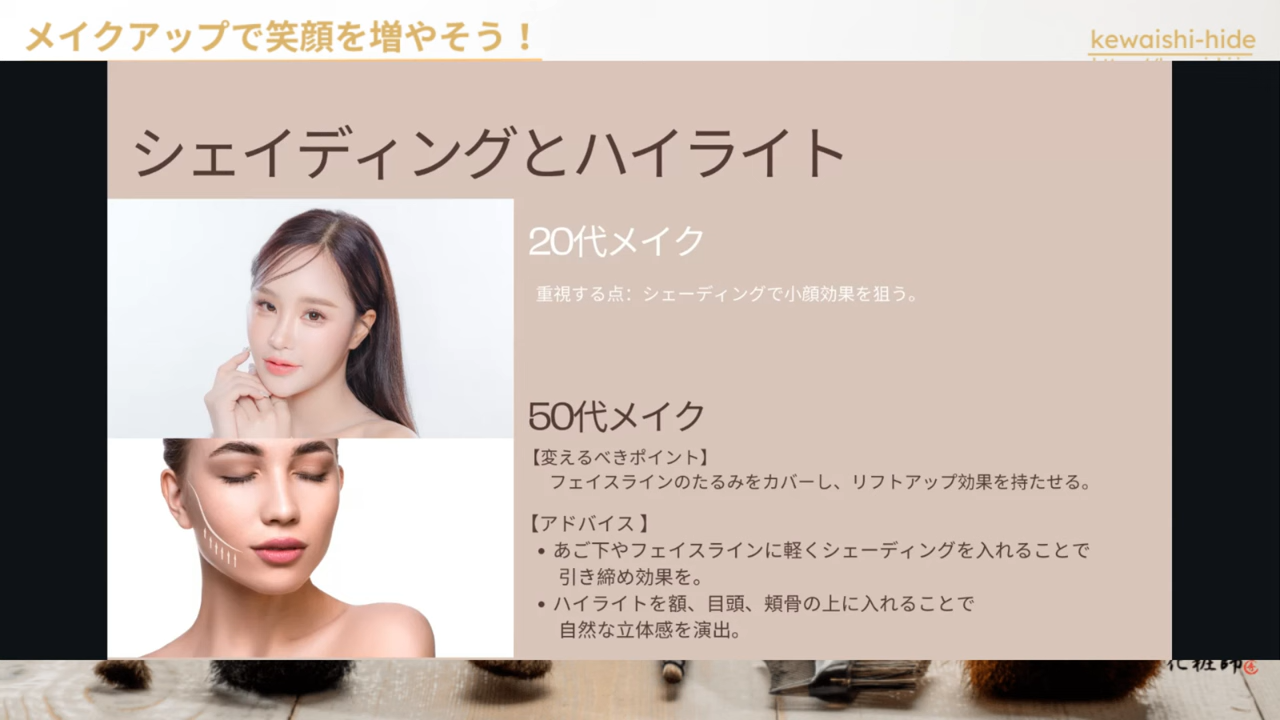 メイクアップで笑顔を増やそう！
kewaishi-hide
シェイディングとハイライト
20代メイク
重視する点：シェーディングで小顔効果を狙う。
50代メイク
【変えるべきポイント】
フェイスラインのたるみをカバーし、リフトアップ効果を持たせる。
【アドバイス 】
• あご下やフェイスラインに軽くシェーディングを入れることで
引き締め効果を。
• ハイライトを額、目頭、頬骨の上に入れることで
自然な立体感を演出。
化粧師